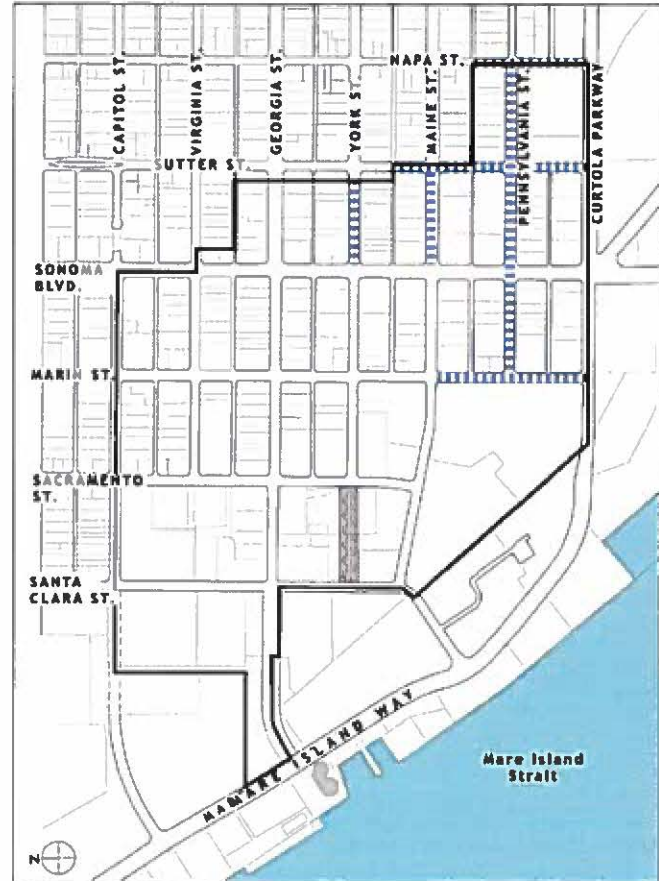 NAPA ST.
CAPITOL ST.
VIRGINIA ST.
GEORGIA ST.
YORK ST.
MAINE ST.
PENNSYLVANIA ST.
CURTOLA PARKWAY
SUTTER ST.
SONOMA
BLVD.
MARIN ST.
SACRAMENTO
ST.
SANTA
CLARA ST.
MAMARE ISLAND WAY
Mare Island
Strait
N